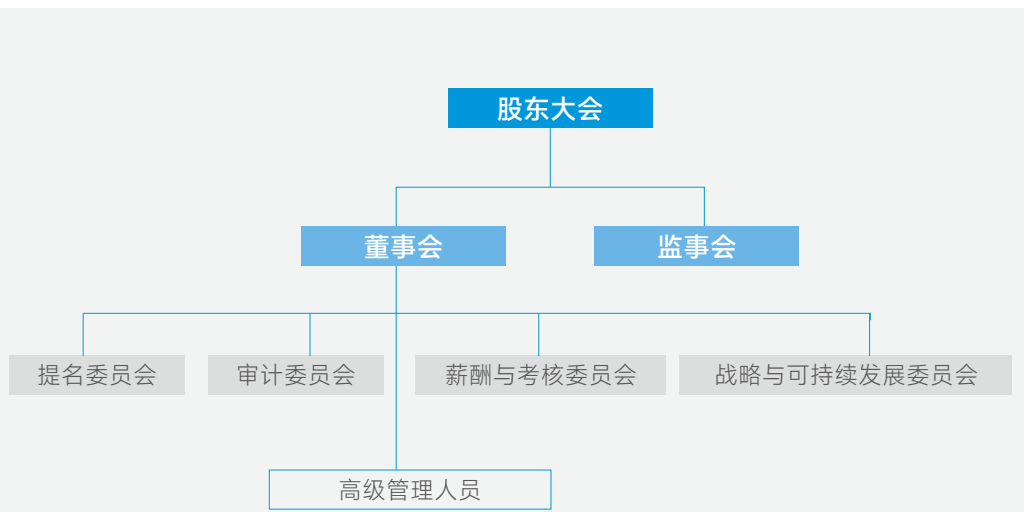 股东大会
董事会
监事会
提名委员会
审计委员会
薪酬与考核委员会
战略与可持续发展委员会
高级管理人员